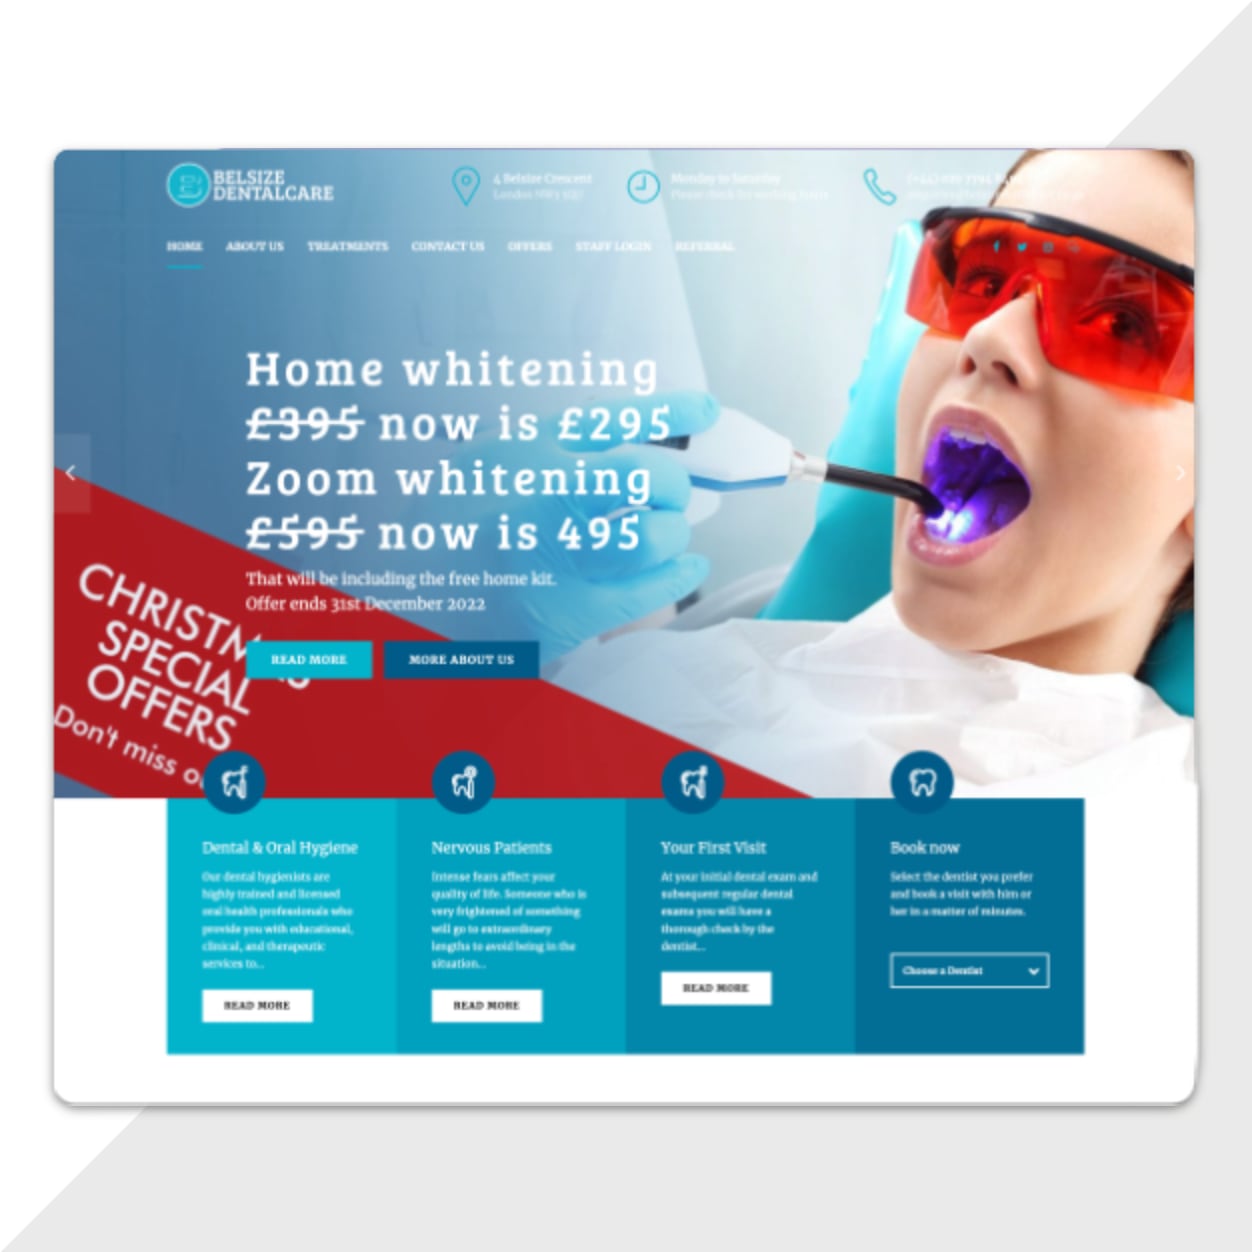 BELSIZE
DENTALCARE
4 Belsize Crescent
London NW3
Monday to Saturday
Please check for working hours
HOME ABOUT US TREATMENTS CONTACT US OFFERS STAFF LOGIN REFERRAL
Home whitening
£395 now is £295
Zoom whitening
£595 now is 495
That will be including the free home kit.
Offer ends 31st December 2022
READ MORE MORE ABOUT US
SPECIAL
OFFERS
Don't miss
Dental & Oral Hygiene
Our dental hygienists are
highly trained and licensed
oral health professionals who
provide you with educational,
clinical, and therapeutic
services to...
READ MORE
Nervous Patients
Intense fears affect your
quality of life. Someone who is
very frightened of something
will go to extraordinary
lengths to avoid being in the
situation...
READ MORE
Your First Visit
At your initial dental exam and
subsequent regular dental
exams you will have a
thorough check by the
dentist...
READ MORE
Book now
Select the dentist you prefer
and book a visit with him or
her in a matter of minutes.
Choose a Dentist